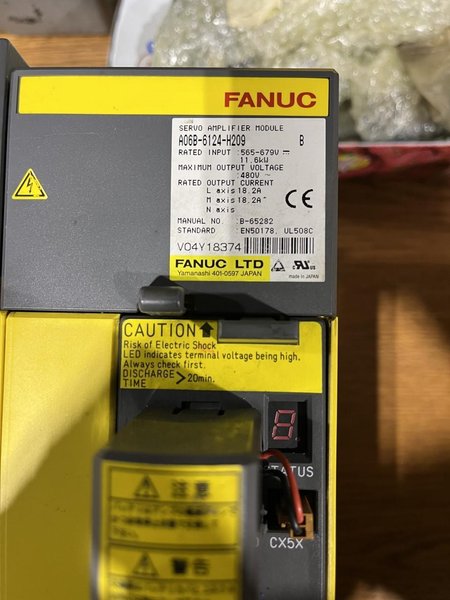 FANUC
SERVO AMPLIFIER MODULE
A06B-6124-H209 B
RATED INPUT :565-679V
11.6kW
MAXIMUM OUTPUT VOLTAGE
:480V ~
RATED OUTPUT CURRENT
L axis 18.2A
M axis 18.2A
N axis
CE
MANUAL NO. :B-65282
STANDARD :EN50178, UL508C
V04Y18374
FANUC LTD
Yamanashi 401-0597 JAPAN
c UL us
made in JAPAN
CAUTION
Risk of Electric Shock
LED indicates terminal voltage being high.
Always check first.
DISCHARGE
TIME >20min.
8
STATUS
CX5X
注意
警告